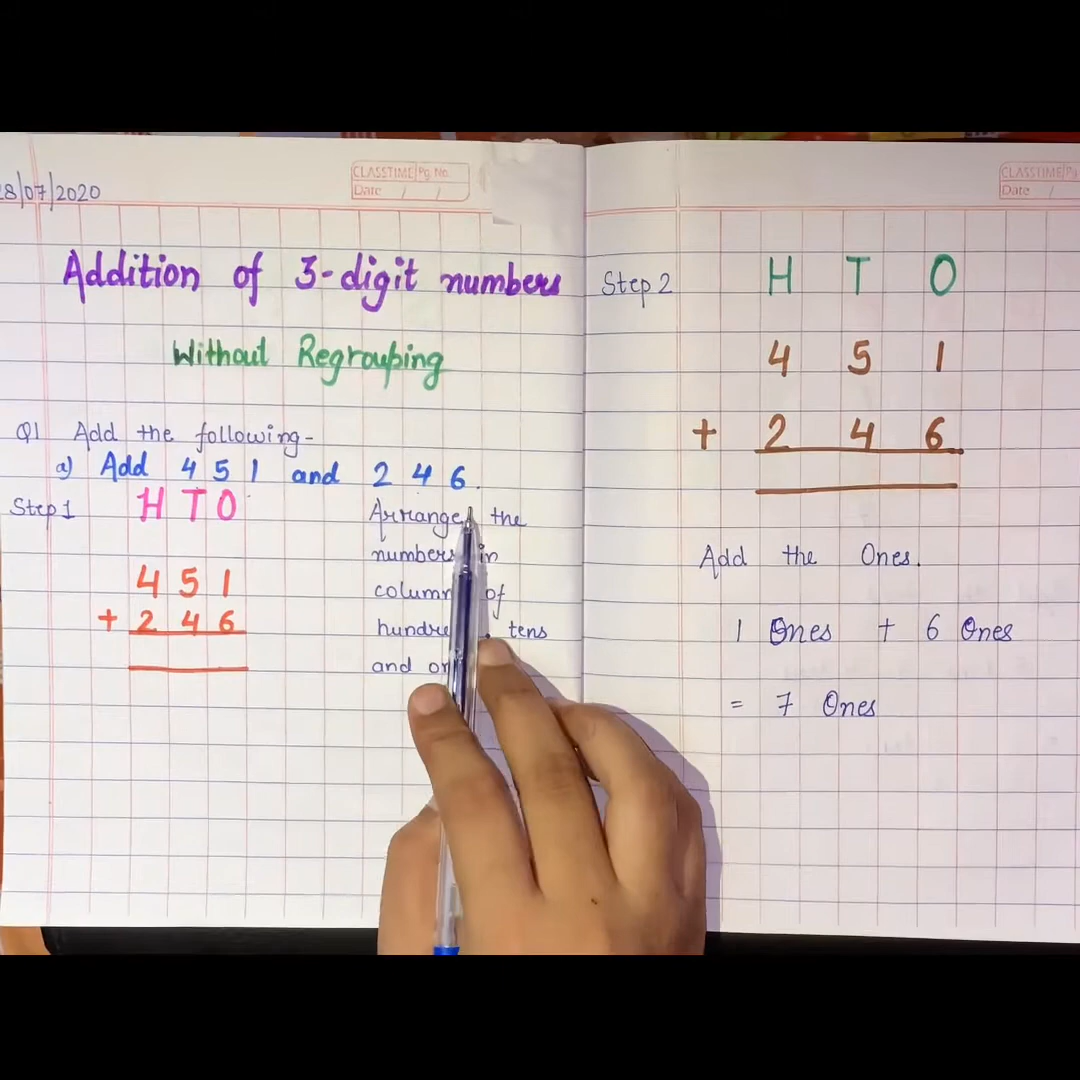 28/07/2020
CLASSTIME Pg. No.
Date / /
Addition of 3-digit numbers
Without Regrouping
Q1 Add the following-
a) Add 4 5 1 and 2 4 6.
Step 1 H T O
4 5 1
+ 2 4 6
Arrange the
numbers in
column of
tens
and
CLASSTIME
Date /
Step 2 H T O
4 5 1
+ 2 4 6
Add the Ones.
1 Ones + 6 Ones
= 7 Ones